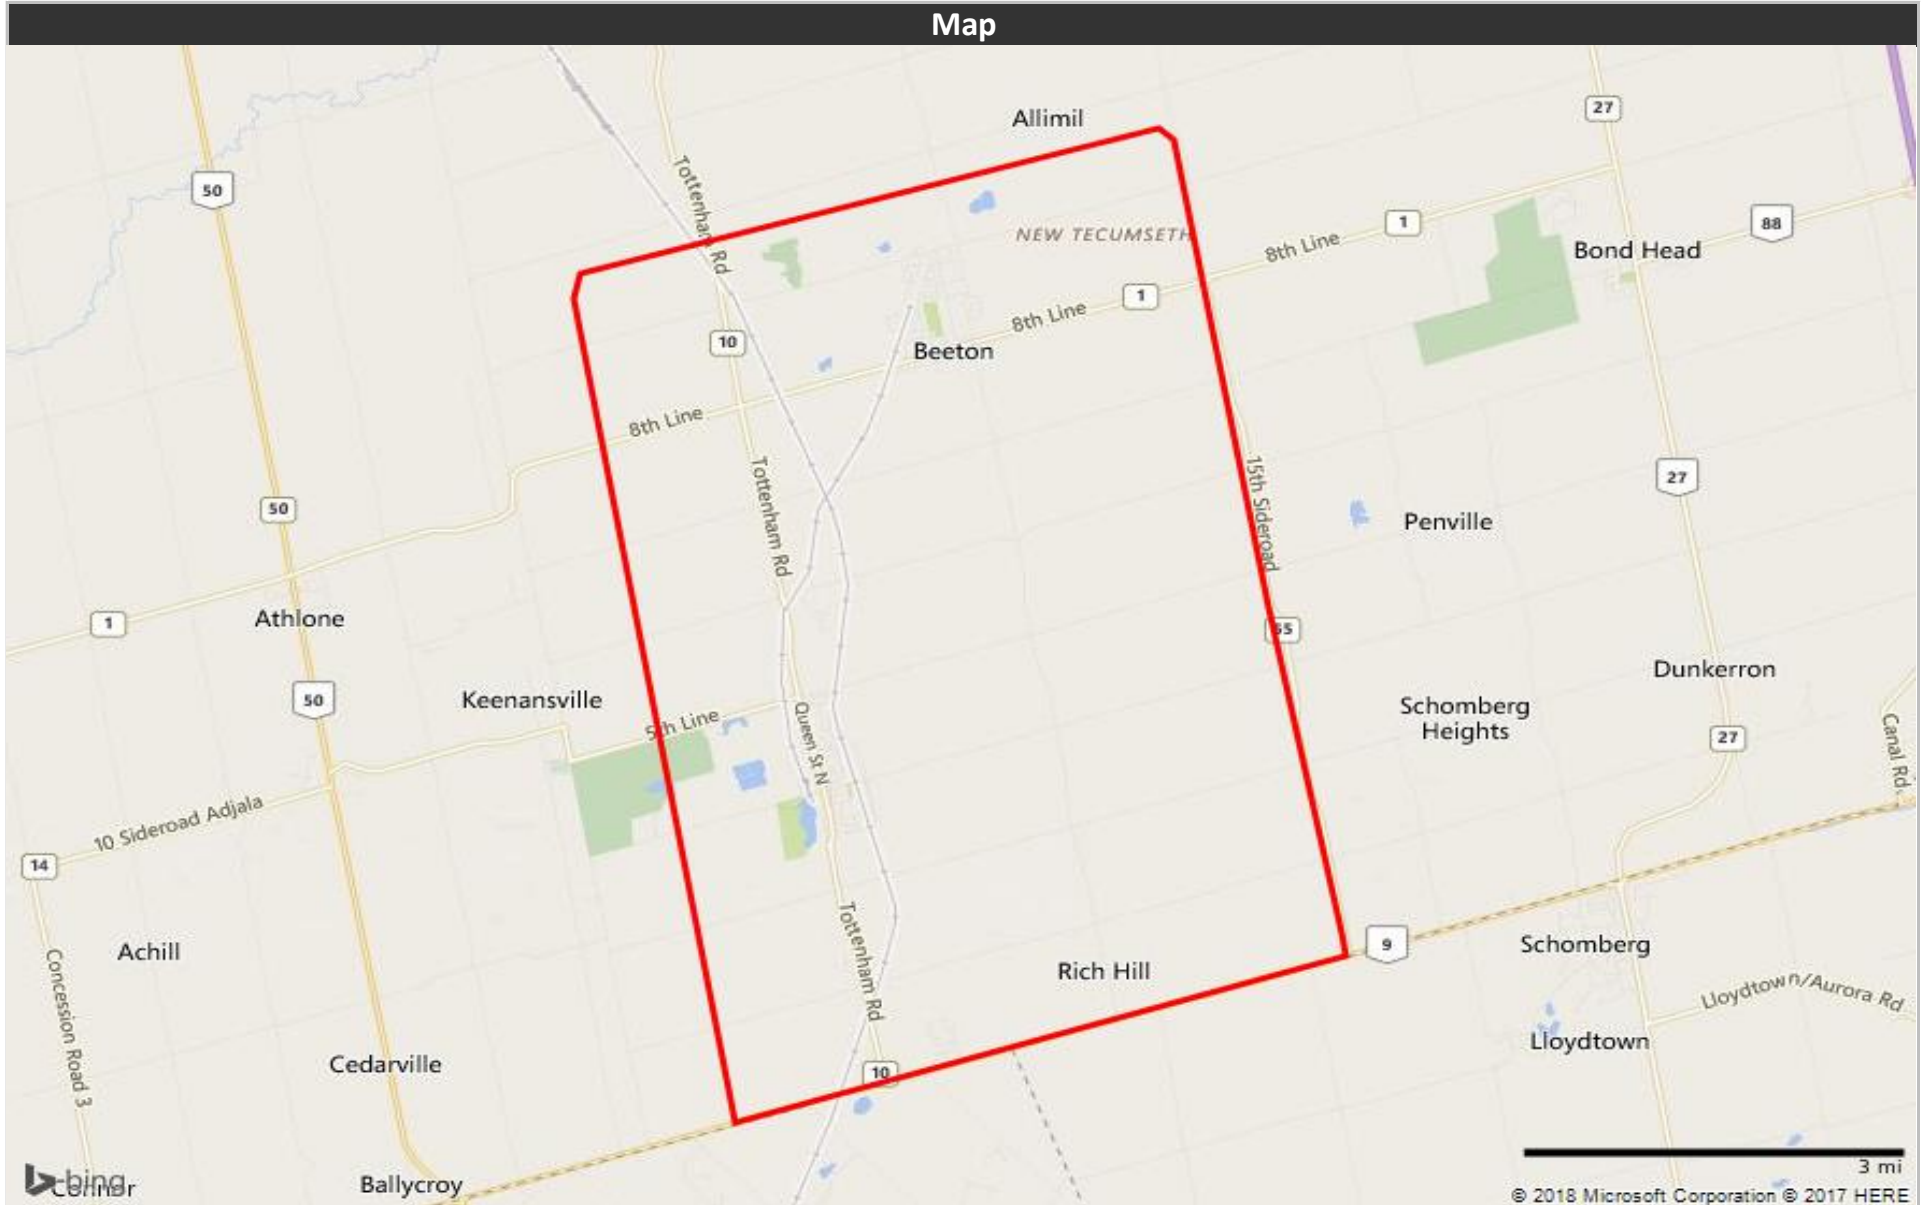 Map
Allimil
27
50
Tottenham Rd
NEW TECUMSETH
1
8th Line
88
Bond Head
1
8th Line
10
Beeton
8th Line
27
50
Tottenham Rd
15th Sideroad
Penville
Athlone
1
Dunkerron
50
Keenansville
Schomberg
Heights
5th Line
Queen St N
27
Canal Rd
10 Sideroad Adjala
14
Achill
Concession Road 3
Tottenham Rd
Rich Hill
9
Schomberg
Lloydtown/Aurora Rd
Lloydtown
Cedarville
10
Ballycroy
bing
3 mi
© 2018 Microsoft Corporation © 2017 HERE